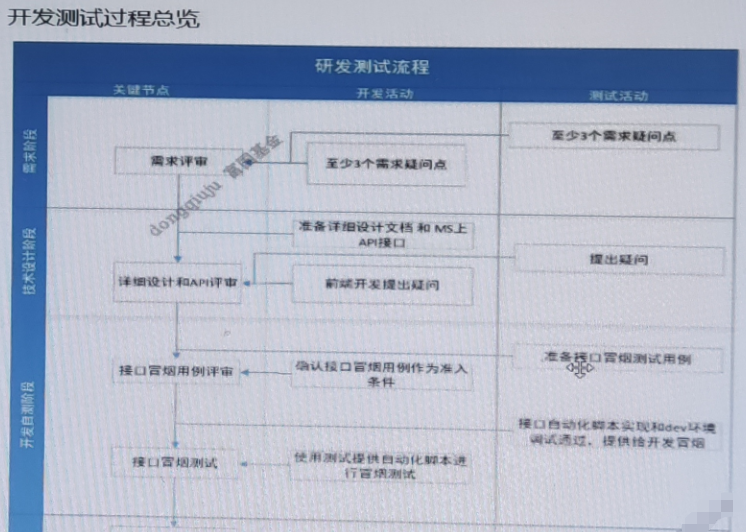 开发测试过程总览
研发测试流程
关键节点
开发活动
测试活动
需求阶段
至少3个需求疑问点
需求评审
至少3个需求疑问点
dongqiuju 富国基金
技术设计阶段
准备详细设计文档 和 MS上
API接口
提出疑问
详细设计和API评审
前端开发提出疑问
开发自测阶段
准备接口冒烟测试用例
接口冒烟用例评审
确认接口冒烟用例作为准入
条件
接口自动化脚本实现和dev环境
调试通过，提供给开发冒烟
接口冒烟测试
使用测试提供自动化脚本进
行冒烟测试